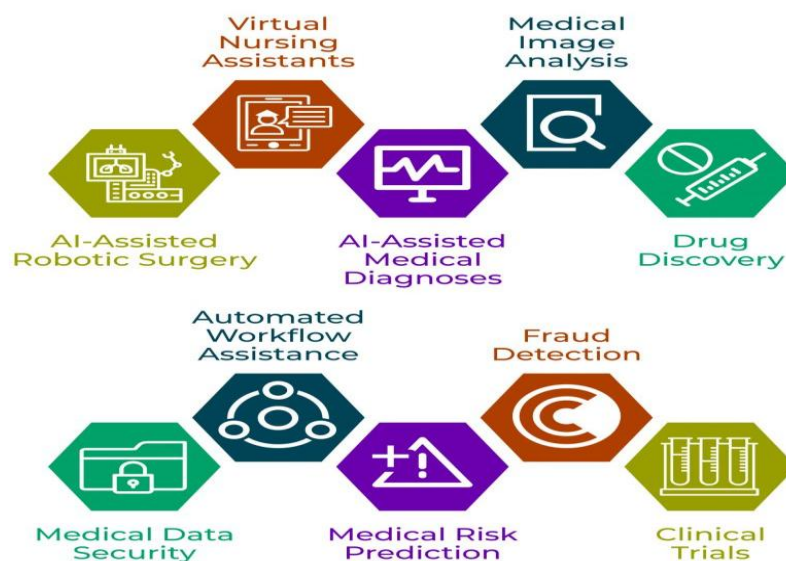 Virtual
Nursing
Assistants
Medical
Image
Analysis
AI-Assisted
Robotic Surgery
AI-Assisted
Medical
Diagnoses
Drug
Discovery
Automated
Workflow
Assistance
Fraud
Detection
Medical Data
Security
Medical Risk
Prediction
Clinical
Trials